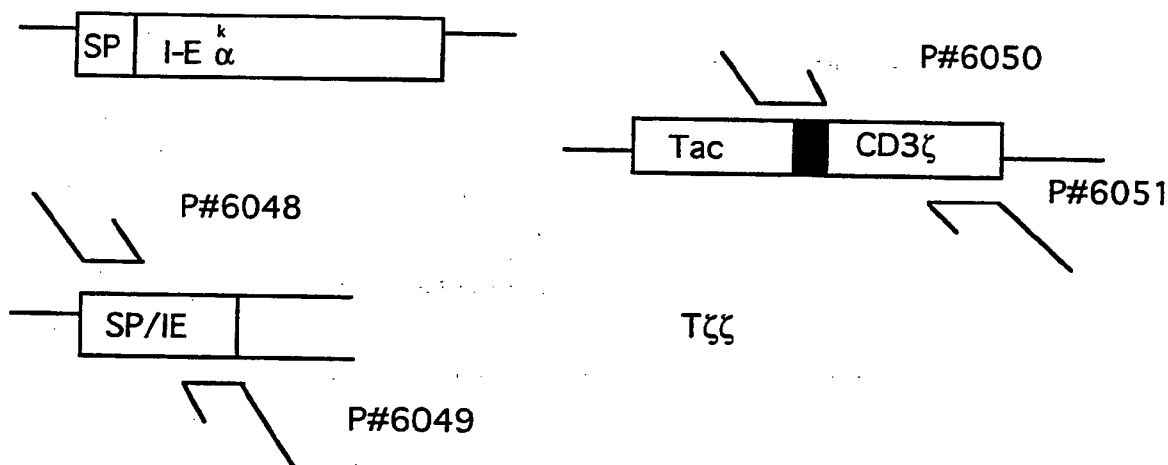 SP I-E α k
P#6050
Tac CD3ζ
P#6051
P#6048
SP/IE
Tζζ
P#6049